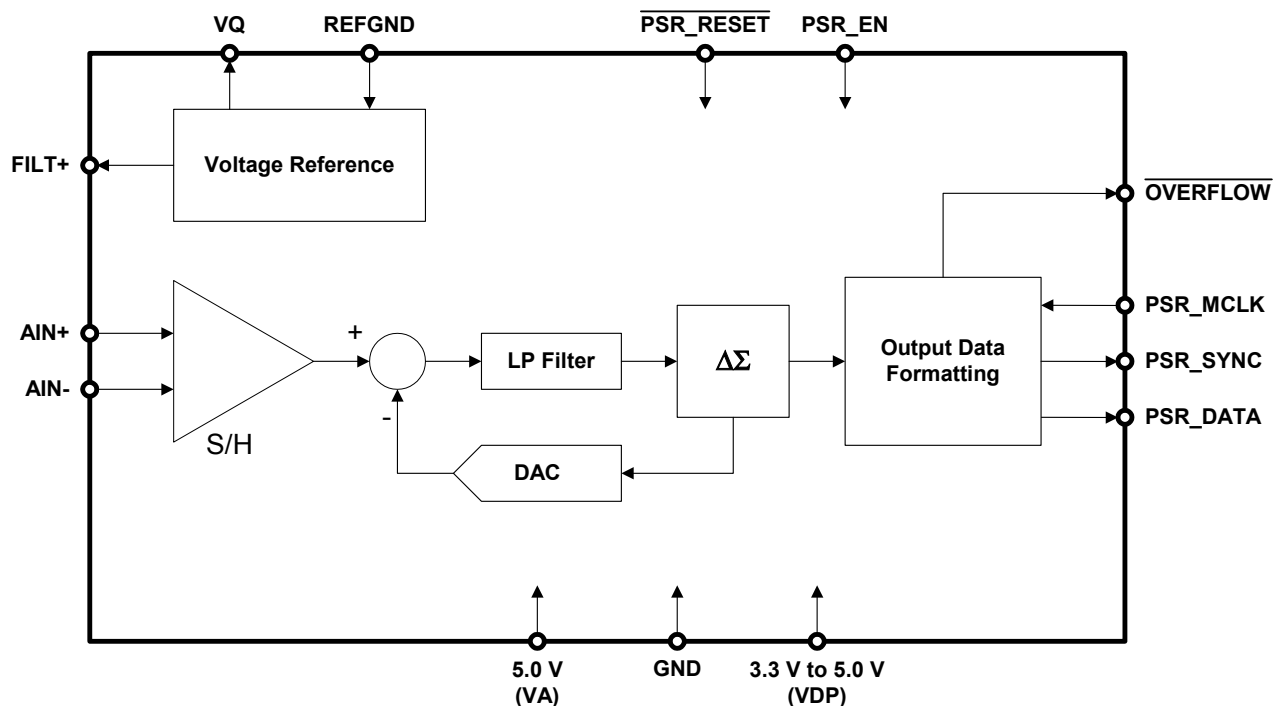 VQ
REFGND
PSR_RESET
PSR_EN
FILT+
Voltage Reference
OVERFLOW
AIN+
AIN-
S/H
+
-
LP Filter
ΔΣ
DAC
Output Data
Formatting
PSR_MCLK
PSR_SYNC
PSR_DATA
5.0 V
(VA)
GND
3.3 V to 5.0 V
(VDP)